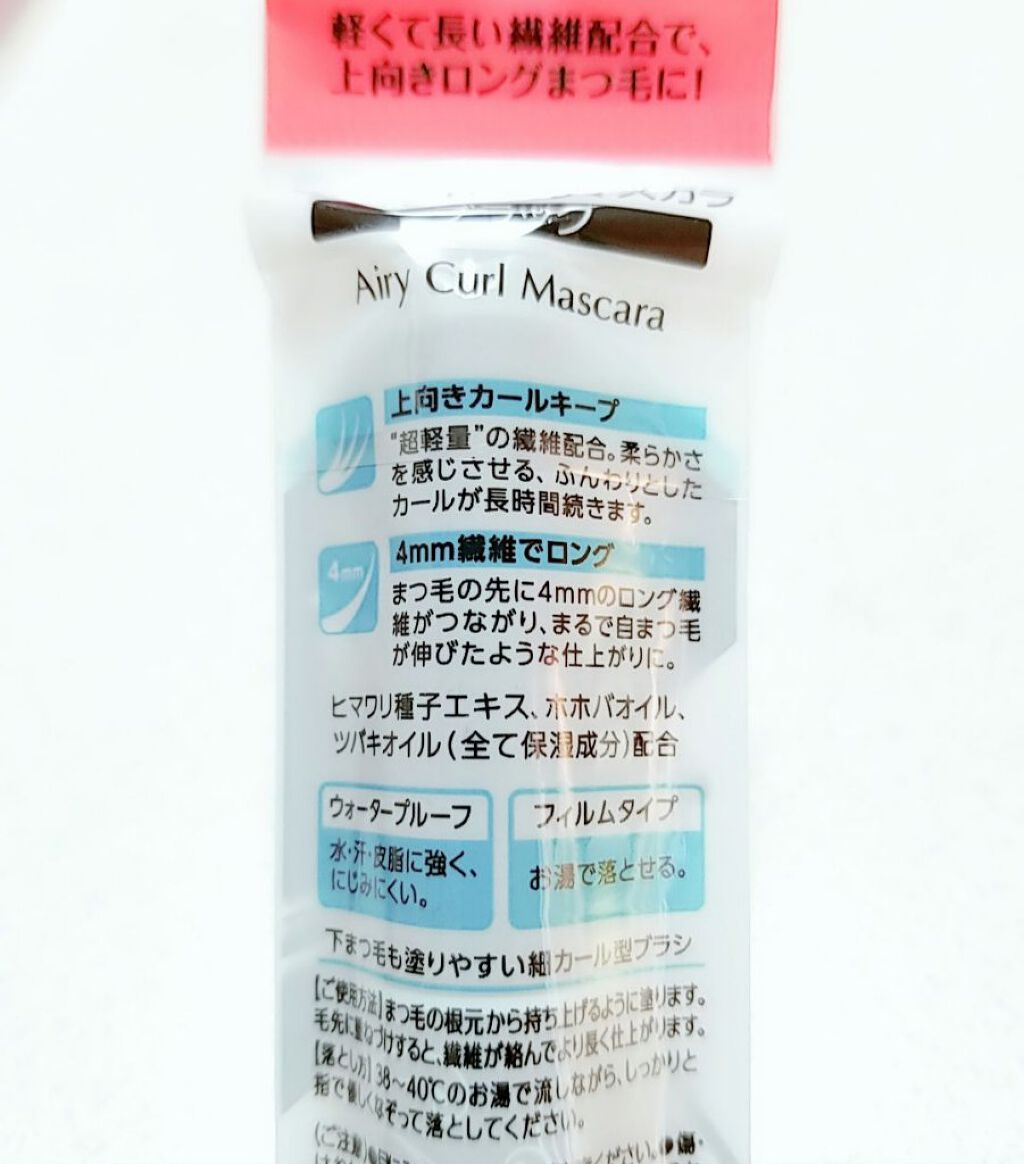 軽くて長い繊維配合で、
上向きロングまつ毛に!
Airy Curl Mascara
上向きカールキープ
“超軽量”の繊維配合。柔らかさ
を感じさせる、ふんわりとした
カールが長時間続きます。
4mm
4mm繊維でロング
まつ毛の先に4mmのロング繊
維がつながり、まるで自まつ毛
が伸びたような仕上がりに。
ヒマワリ種子エキス、ホホバオイル、
ツバキオイル(全て保湿成分)配合
ウォータープルーフ
水・汗・皮脂に強く、
にじみにくい。
フィルムタイプ
お湯で落とせる。
下まつ毛も塗りやすい細カール型ブラシ
【ご使用方法】まつ毛の根元から持ち上げるように塗ります。
毛先に重ねづけすると、繊維が絡んでより長く仕上がります。
【落とし方】38~40℃のお湯で流しながら、しっかりと
指で優しくなぞって落としてください。
(ご注意)